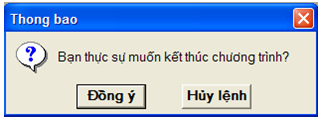 Thong bao
Bạn thực sự muốn kết thúc chương trình?
Đồng ý Hủy lệnh